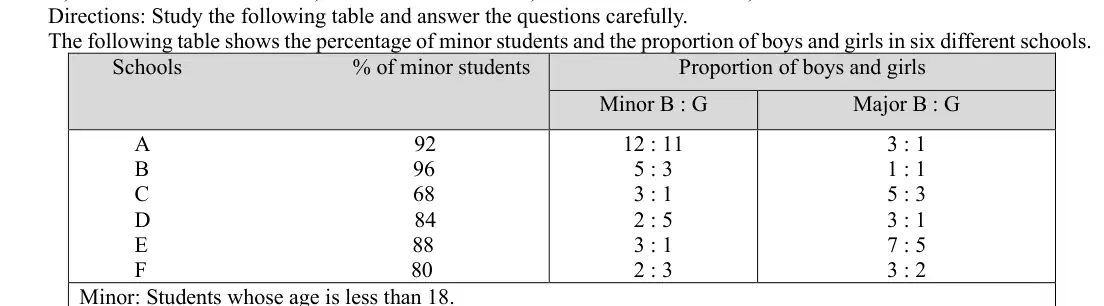 Directions: Study the following table and answer the questions carefully.
The following table shows the percentage of minor students and the proportion of boys and girls in six different schools.
Schools % of minor students Proportion of boys and girls
Minor B : G Major B : G
A 92 12 : 11 3 : 1
B 96 5 : 3 1 : 1
C 68 3 : 1 5 : 3
D 84 2 : 5 3 : 1
E 88 3 : 1 7 : 5
F 80 2 : 3 3 : 2
Minor: Students whose age is less than 18.